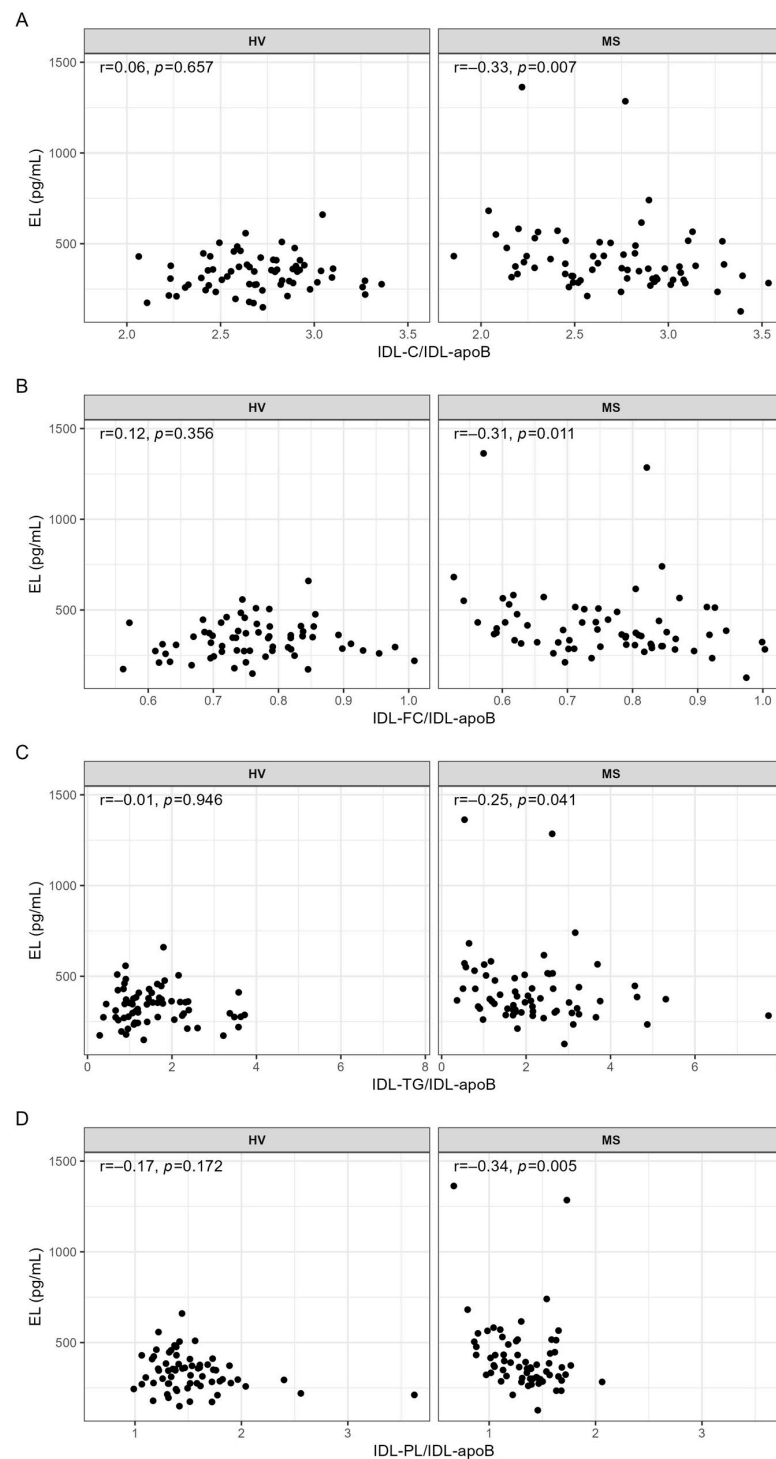 A
HV MS
r=0.06, p=0.657 r=−0.33, p=0.007
1500
1000
500
EL (pg/mL)
2.0 2.5 3.0 3.5 2.0 2.5 3.0 3.5
IDL-C/IDL-apoB
B
HV MS
r=0.12, p=0.356 r=−0.31, p=0.011
1500
1000
500
EL (pg/mL)
0.6 0.7 0.8 0.9 1.0 0.6 0.7 0.8 0.9 1.0
IDL-FC/IDL-apoB
C
HV MS
r=−0.01, p=0.946 r=−0.25, p=0.041
1500
1000
500
EL (pg/mL)
0 2 4 6 8 0 2 4 6 8
IDL-TG/IDL-apoB
D
HV MS
r=−0.17, p=0.172 r=−0.34, p=0.005
1500
1000
500
EL (pg/mL)
1 2 3 1 2 3
IDL-PL/IDL-apoB